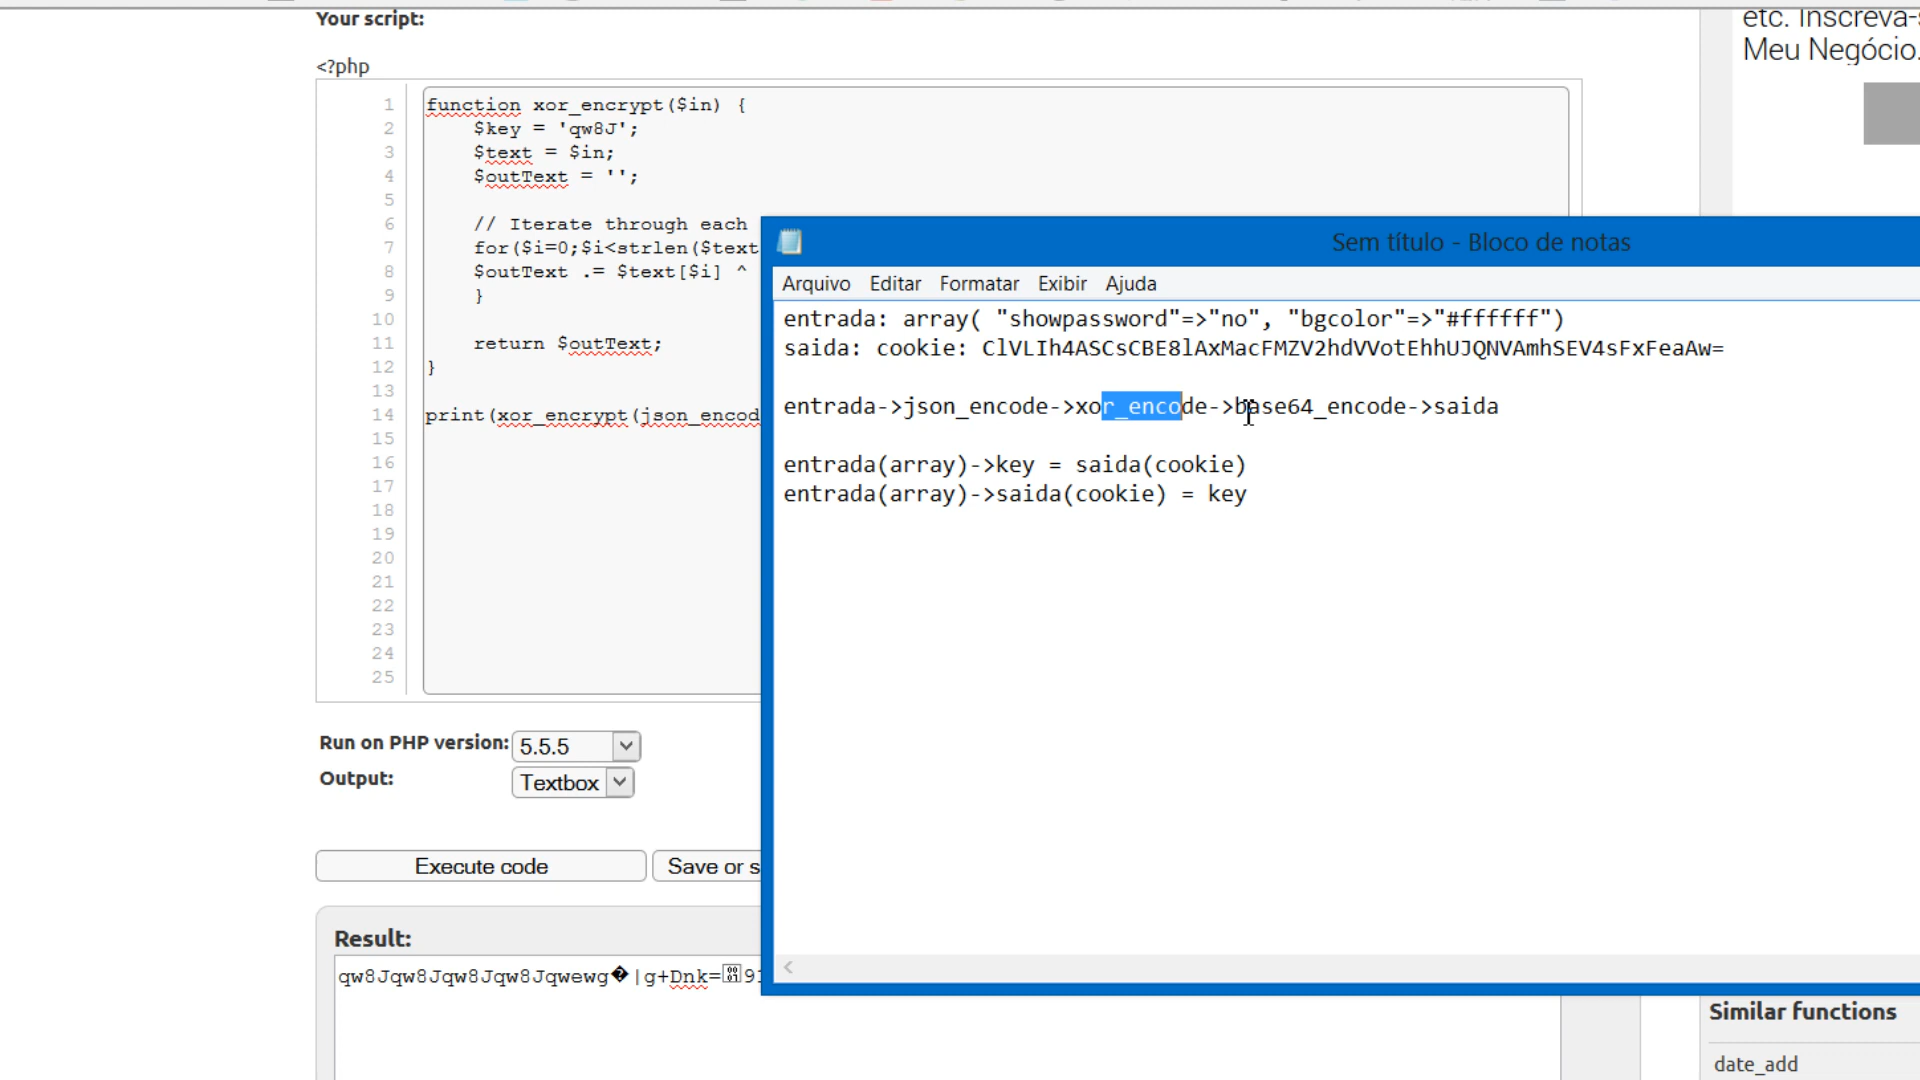 Your script:
<?php
1 function xor_encrypt($in) {
2 $key = 'qw8J';
3 $text = $in;
4 $outText = '';
5
6 // Iterate through each
7 for($i=0;$i<strlen($text
8 $outText .= $text[$i] ^
9 }
10
11 return $outText;
12 }
13
14 print(xor_encrypt(json_encod
15
16
17
18
19
20
21
22
23
24
25
Run on PHP version: 5.5.5
Output: Textbox
Execute code
Save or s
Result:
qw8Jqw8Jqw8Jqw8Jqwewg�|g+Dnk=
Sem título - Bloco de notas
Arquivo Editar Formatar Exibir Ajuda
entrada: array( "showpassword"=>"no", "bgcolor"=>"#ffffff")
saida: cookie: ClVLIh4ASCsCBE8lAxMacFMZV2hdVVotEhhUJQNVAmhSEV4sFxFeaAw=
entrada->json_encode->xor_encode->base64_encode->saida
entrada(array)->key = saida(cookie)
entrada(array)->saida(cookie) = key
etc. Inscreva-s
Meu Negócio.
Similar functions
date_add